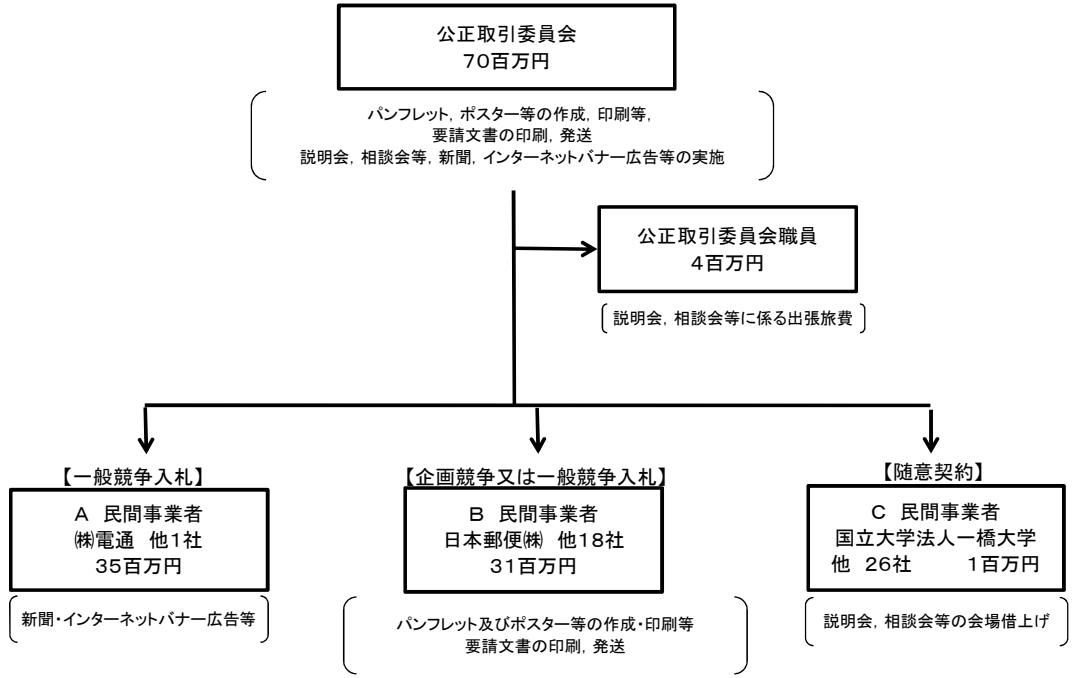 公正取引委員会
70百万円
パンフレット，ポスター等の作成，印刷等，
要請文書の印刷，発送
説明会，相談会等，新聞，インターネットバナー広告等の実施
公正取引委員会職員
4百万円
説明会，相談会等に係る出張旅費
【一般競争入札】
A 民間事業者
㈱電通 他1社
35百万円
新聞・インターネットバナー広告等
【企画競争又は一般競争入札】
B 民間事業者
日本郵便㈱ 他18社
31百万円
パンフレット及びポスター等の作成・印刷等
要請文書の印刷，発送
【随意契約】
C 民間事業者
国立大学法人一橋大学
他 26社 1百万円
説明会，相談会等の会場借上げ